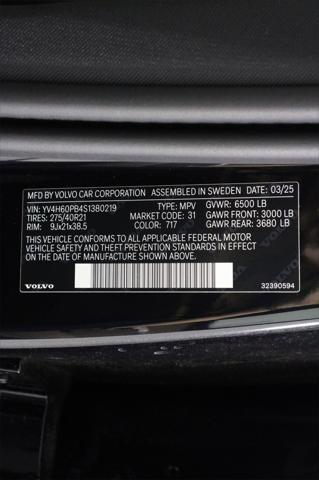 MFD BY VOLVO CAR CORPORATION ASSEMBLED IN SWEDEN DATE: 03/25
VIN: YV4H60PB4S1380219 TYPE: MPV GVWR: 6500 LB
TIRES: 275/40R21 MARKET CODE: 31 GAWR FRONT: 3000 LB
RIM: 9Jx21x38.5 COLOR: 717 GAWR REAR: 3680 LB
THIS VEHICLE CONFORMS TO ALL APPLICABLE FEDERAL MOTOR
VEHICLE SAFETY AND THEFT PREVENTION STANDARDS IN EFFECT
ON THE DATE OF MANUFACTURE SHOWN ABOVE.
VOLVO 32390594